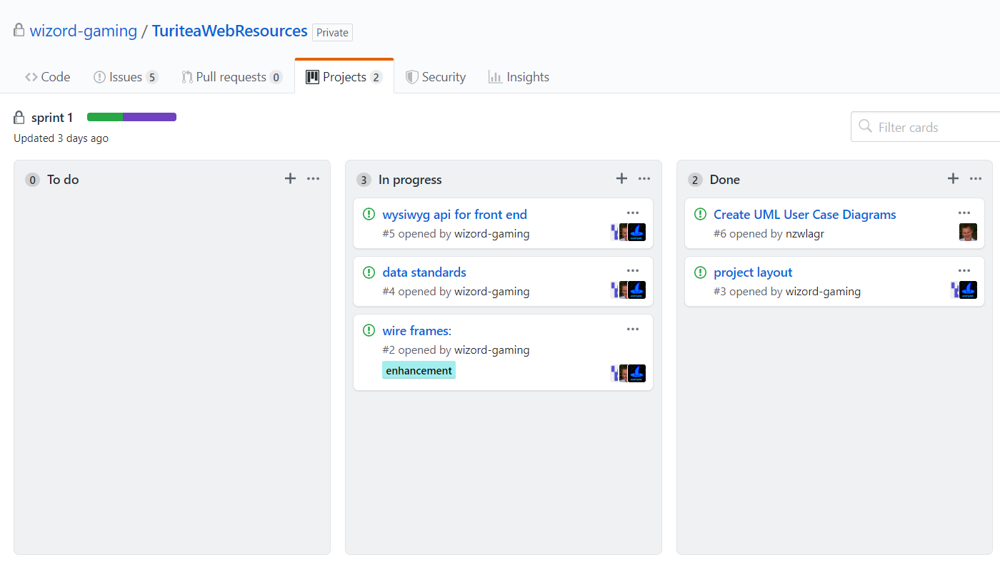 wizord-gaming / TuriteaWebResources Private
Code Issues 5 Pull requests 0 Projects 2 Security Insights
sprint 1
Updated 3 days ago
Filter cards
0 To do
3 In progress
wysiwyg api for front end
#5 opened by wizord-gaming
data standards
#4 opened by wizord-gaming
wire frames:
#2 opened by wizord-gaming
enhancement
2 Done
Create UML User Case Diagrams
#6 opened by nzwlagr
project layout
#3 opened by wizord-gaming